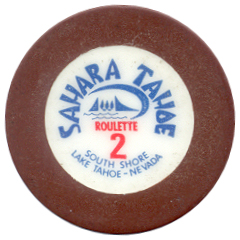 SAHARA TAHOE
ROULETTE
2
SOUTH SHORE
LAKE TAHOE - NEVADA